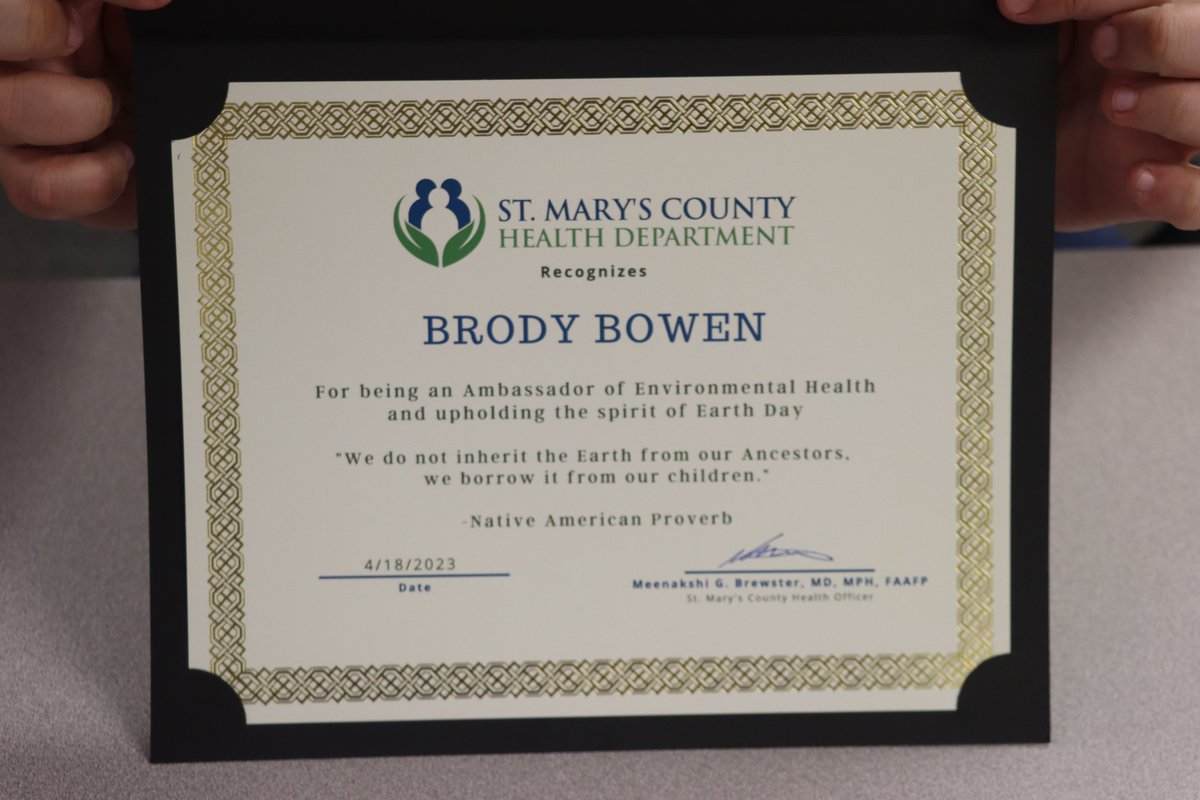 ST. MARY'S COUNTY
HEALTH DEPARTMENT
Recognizes
BRODY BOWEN
For being an Ambassador of Environmental Health
and upholding the spirit of Earth Day
"We do not inherit the Earth from our Ancestors,
we borrow it from our children."
-Native American Proverb
4/18/2023
Date
Meenakshi G. Brewster, MD, MPH, FAAFP
St. Mary's County Health Officer